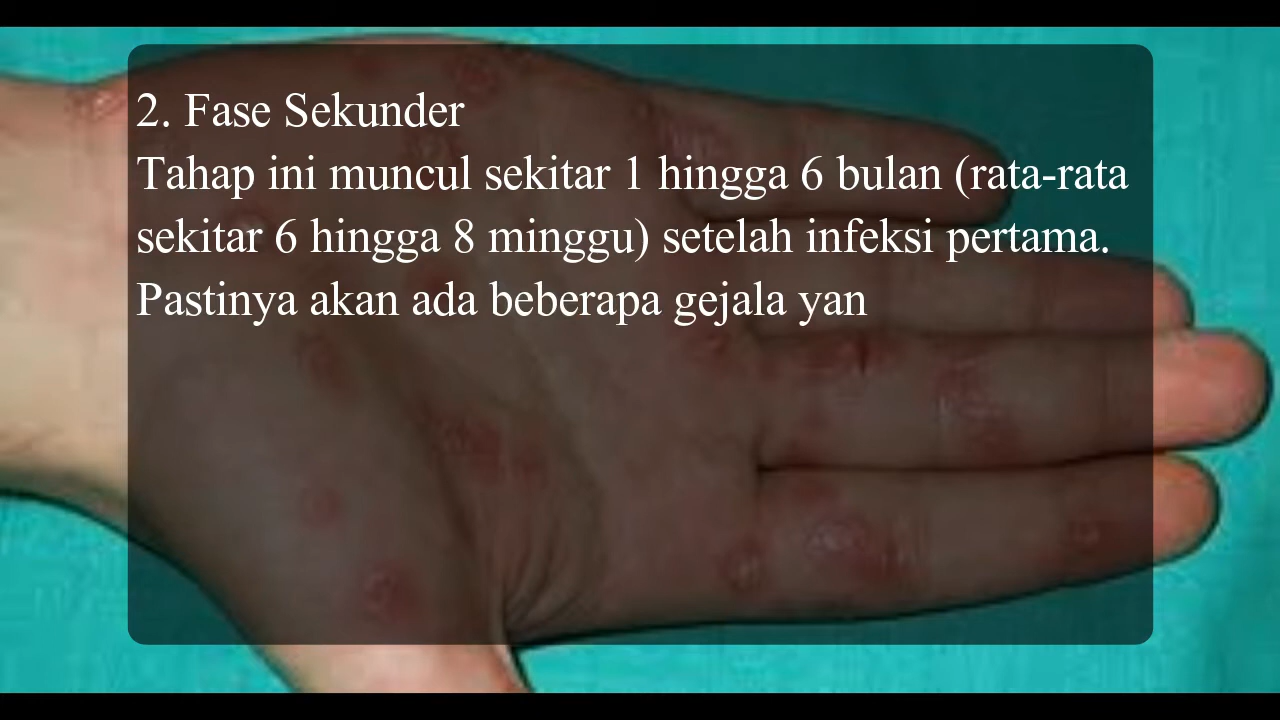 2. Fase Sekunder
Tahap ini muncul sekitar 1 hingga 6 bulan (rata-rata
sekitar 6 hingga 8 minggu) setelah infeksi pertama.
Pastinya akan ada beberapa gejala yan